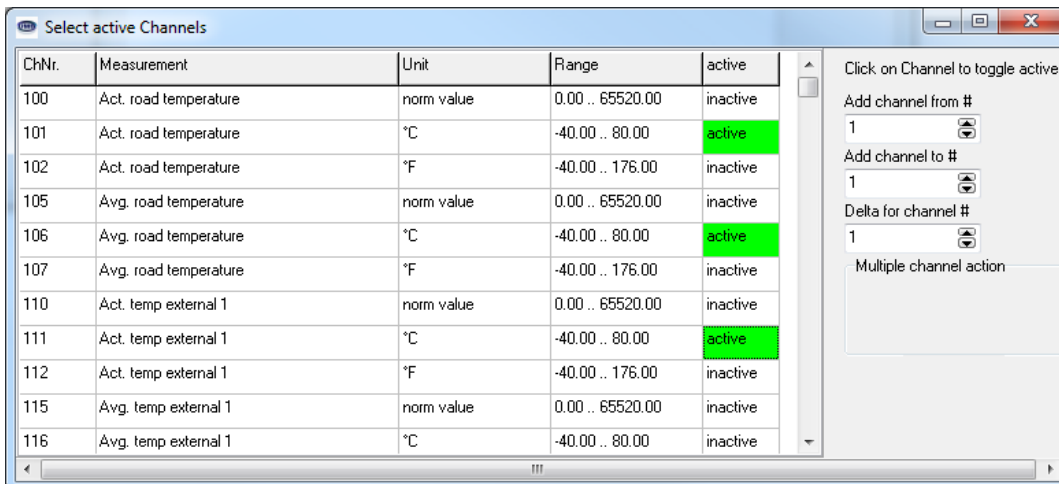 Select active Channels
ChNr. Measurement Unit Range active
100 Act. road temperature norm value 0.00 .. 65520.00 inactive
101 Act. road temperature °C -40.00 .. 80.00 active
102 Act. road temperature °F -40.00 .. 176.00 inactive
105 Avg. road temperature norm value 0.00 .. 65520.00 inactive
106 Avg. road temperature °C -40.00 .. 80.00 active
107 Avg. road temperature °F -40.00 .. 176.00 inactive
110 Act. temp external 1 norm value 0.00 .. 65520.00 inactive
111 Act. temp external 1 °C -40.00 .. 80.00 active
112 Act. temp external 1 °F -40.00 .. 176.00 inactive
115 Avg. temp external 1 norm value 0.00 .. 65520.00 inactive
116 Avg. temp external 1 °C -40.00 .. 80.00 inactive
Click on Channel to toggle active
Add channel from #
1
Add channel to #
1
Delta for channel #
1
Multiple channel action